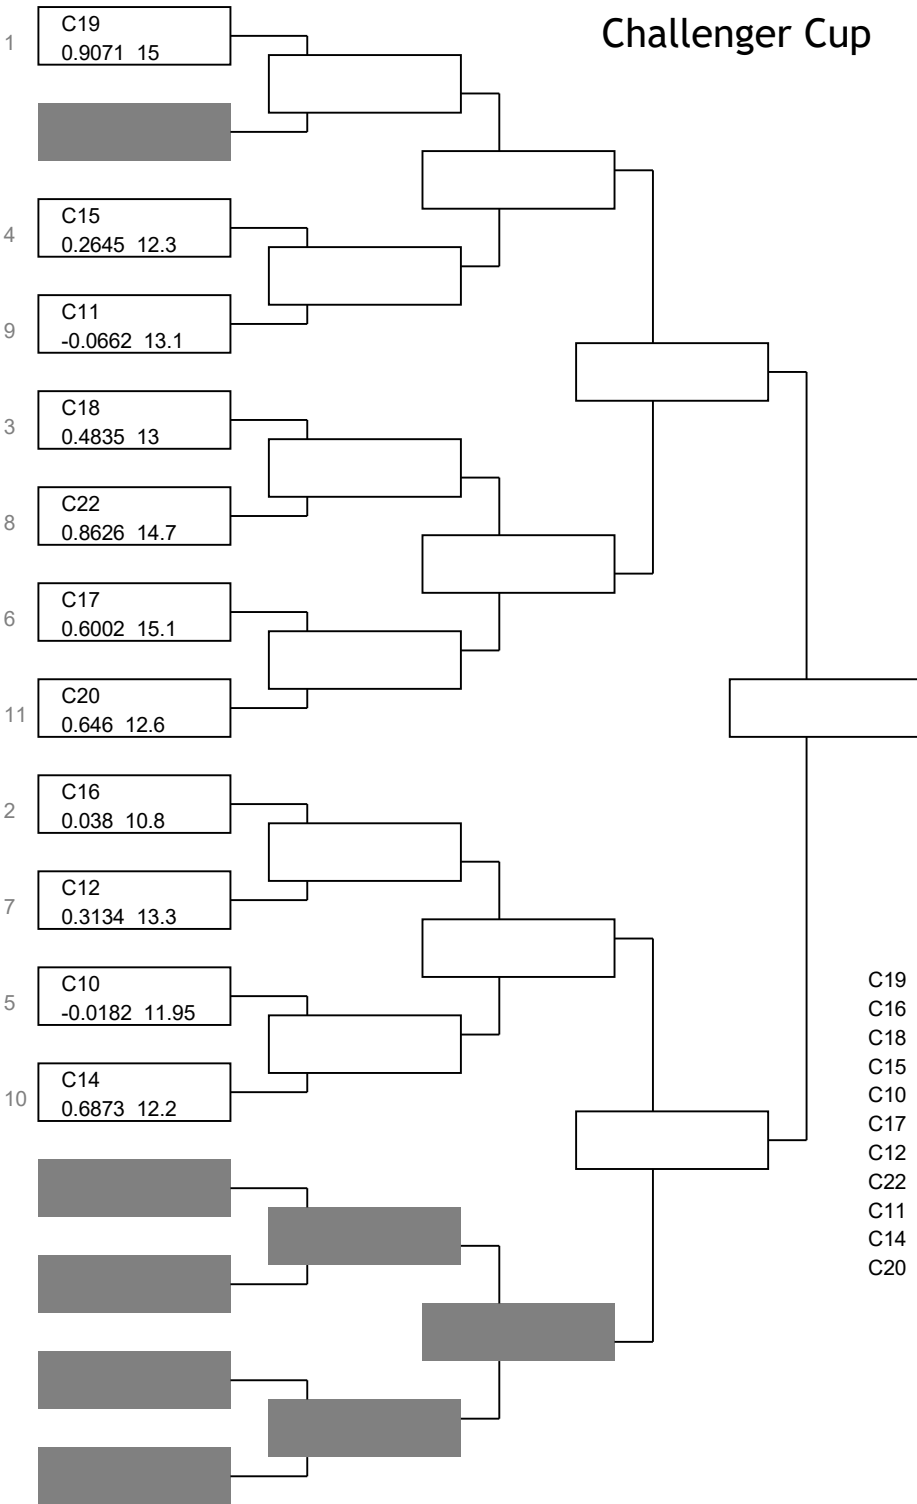 Challenger Cup
1
C19
0.9071 15
4
C15
0.2645 12.3
9
C11
-0.0662 13.1
3
C18
0.4835 13
8
C22
0.8626 14.7
6
C17
0.6002 15.1
11
C20
0.646 12.6
2
C16
0.038 10.8
7
C12
0.3134 13.3
5
C10
-0.0182 11.95
10
C14
0.6873 12.2
C19
C16
C18
C15
C10
C17
C12
C22
C11
C14
C20